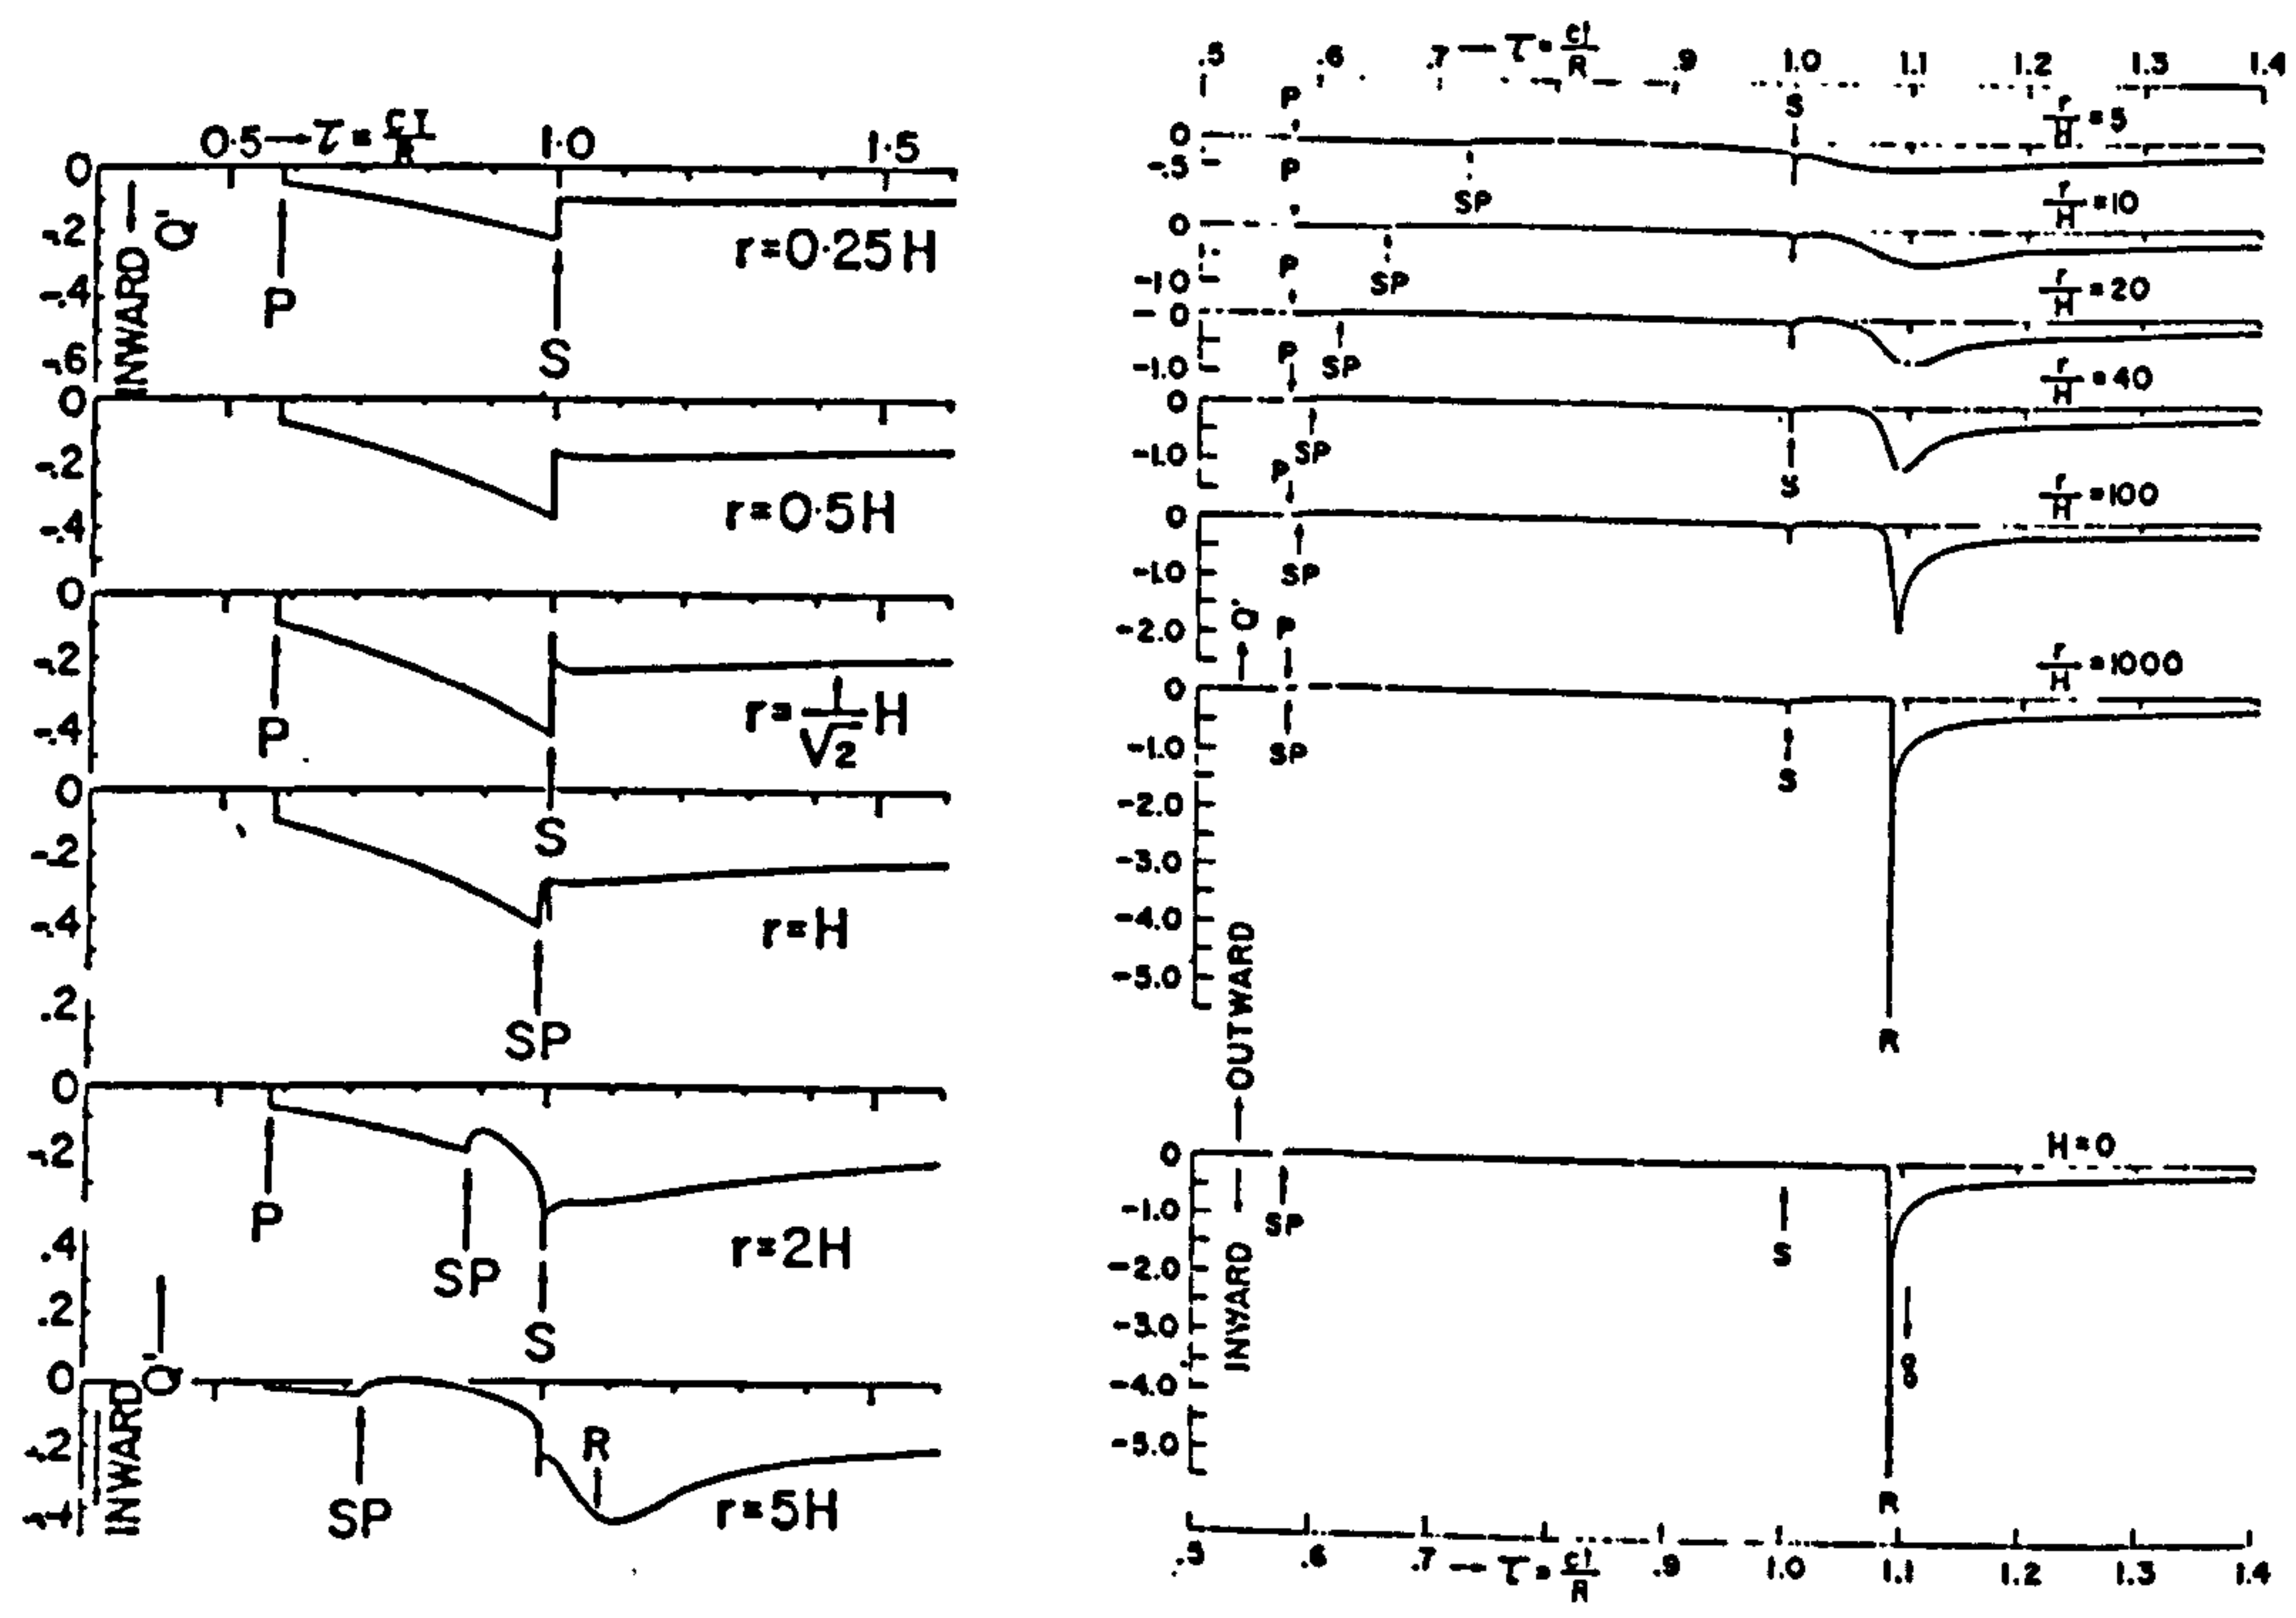 0.5→τ=cT/R 1.0 1.5
0
-.2
-.4
-.6
INWARD
Q̄
P
S
r=0.25H
0
-.2
-.4
r=0.5H
0
-.2
-.4
P
S
r=1/√2 H
0
-.2
-.4
SP
r=H
.2
0
-.2
P
SP
S
r=2H
.4
.2
0
-.2
-.4
Q̄
INWARD
SP
R
r=5H
.5 .6 .7→τ=ct/R .9 1.0 1.1 1.2 1.3 1.4
P
S
r/H=5
0
-.5
SP
P
r/H=10
0
-1.0
SP
P
r/H=20
0
-1.0
SP
P
r/H=40
0
-1.0
SP
S
P
r/H=100
0
-1.0
-2.0
SP
Q
P
r/H=1000
0
-1.0
-2.0
-3.0
-4.0
-5.0
SP
S
R
OUTWARD
H=0
0
-1.0
-2.0
-3.0
-4.0
-5.0
SP
S
INWARD
∞
R
.5 .6 .7→τ=ct/R .9 1.0 1.1 1.2 1.3 1.4